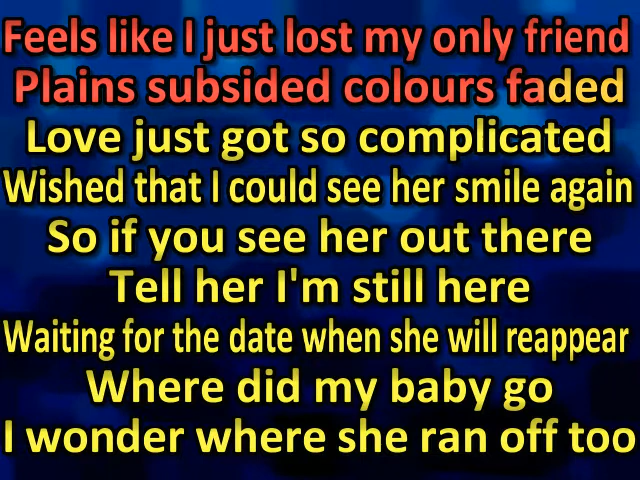 Feels like I just lost my only friend
Plains subsided colours faded
Love just got so complicated
Wished that I could see her smile again
So if you see her out there
Tell her I'm still here
Waiting for the date when she will reappear
Where did my baby go
I wonder where she ran off too